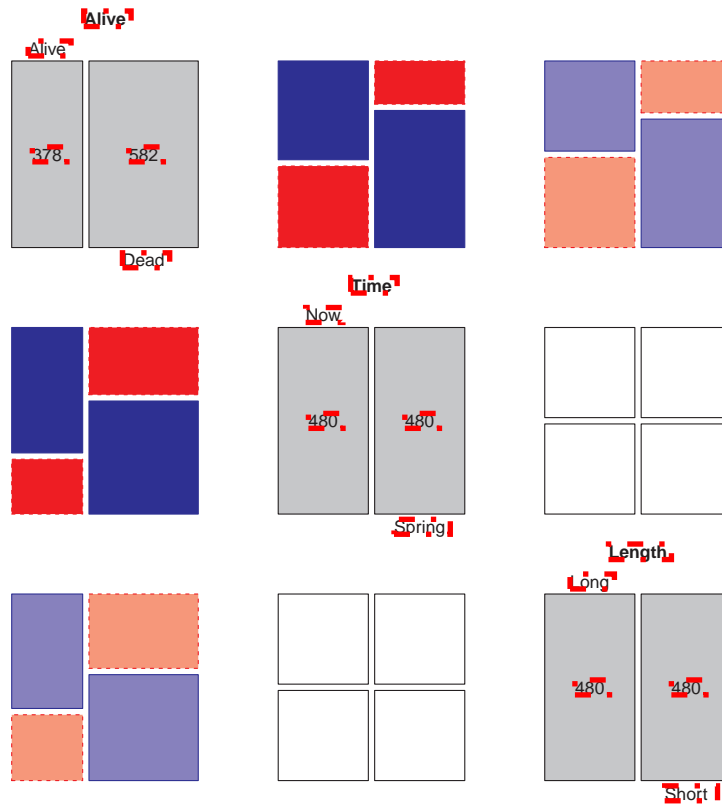 Alive
Alive
378 582
Dead
Time
Now
480 480
Spring
Length
Long
480 480
Short